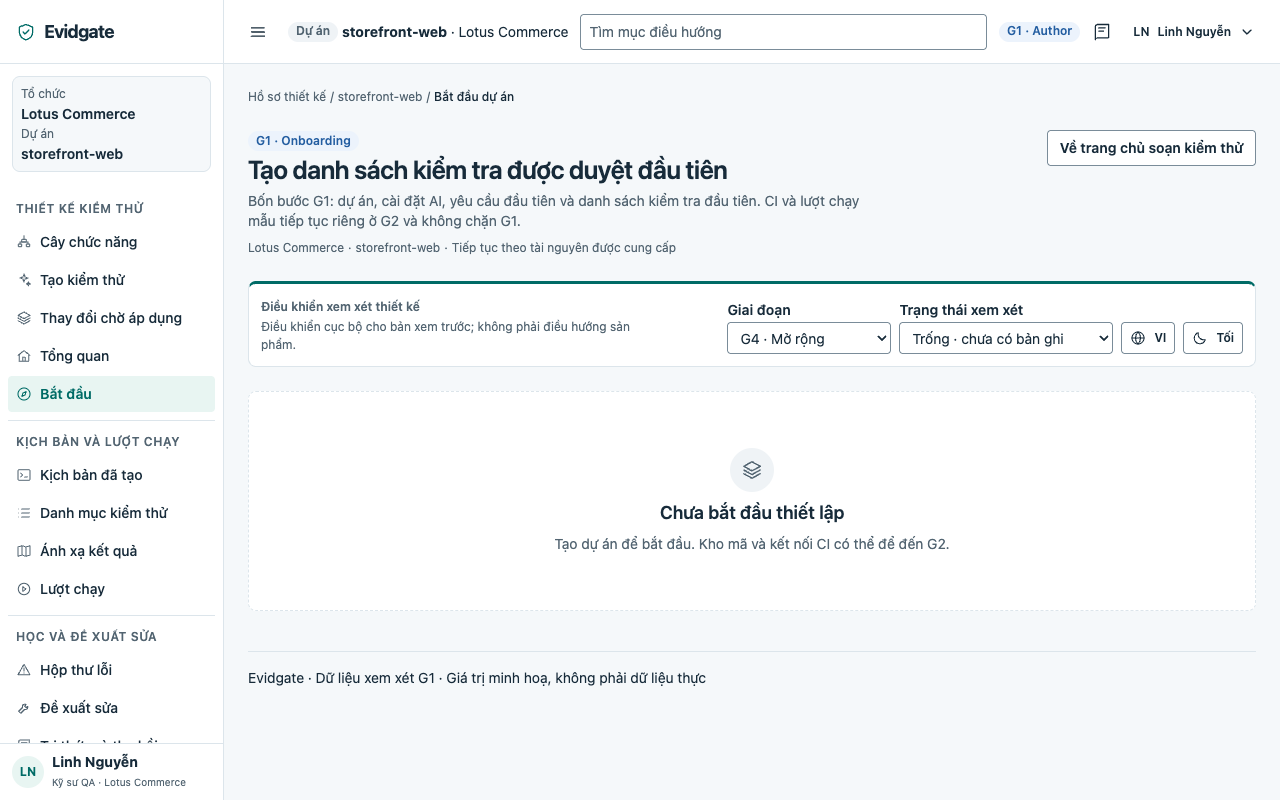 Evidgate
Dự án storefront-web · Lotus Commerce
Tìm mục điều hướng
G1 · Author
LN Linh Nguyễn
Tổ chức
Lotus Commerce
Dự án
storefront-web
THIẾT KẾ KIỂM THỬ
Cây chức năng
Tạo kiểm thử
Thay đổi chờ áp dụng
Tổng quan
Bắt đầu
KỊCH BẢN VÀ LƯỢT CHẠY
Kịch bản đã tạo
Danh mục kiểm thử
Ánh xạ kết quả
Lượt chạy
HỌC VÀ ĐỀ XUẤT SỬA
Hộp thư lỗi
Đề xuất sửa
LN
Linh Nguyễn
Kỹ sư QA · Lotus Commerce
Hồ sơ thiết kế / storefront-web / Bắt đầu dự án
G1 · Onboarding
Tạo danh sách kiểm tra được duyệt đầu tiên
Bốn bước G1: dự án, cài đặt AI, yêu cầu đầu tiên và danh sách kiểm tra đầu tiên. CI và lượt chạy
mẫu tiếp tục riêng ở G2 và không chặn G1.
Lotus Commerce · storefront-web · Tiếp tục theo tài nguyên được cung cấp
Về trang chủ soạn kiểm thử
Điều khiển xem xét thiết kế
Điều khiển cục bộ cho bản xem trước; không phải điều hướng sản
phẩm.
Giai đoạn
G4 · Mở rộng
Trạng thái xem xét
Trống · chưa có bản ghi
VI
Tối
Chưa bắt đầu thiết lập
Tạo dự án để bắt đầu. Kho mã và kết nối CI có thể để đến G2.
Evidgate · Dữ liệu xem xét G1 · Giá trị minh hoạ, không phải dữ liệu thực